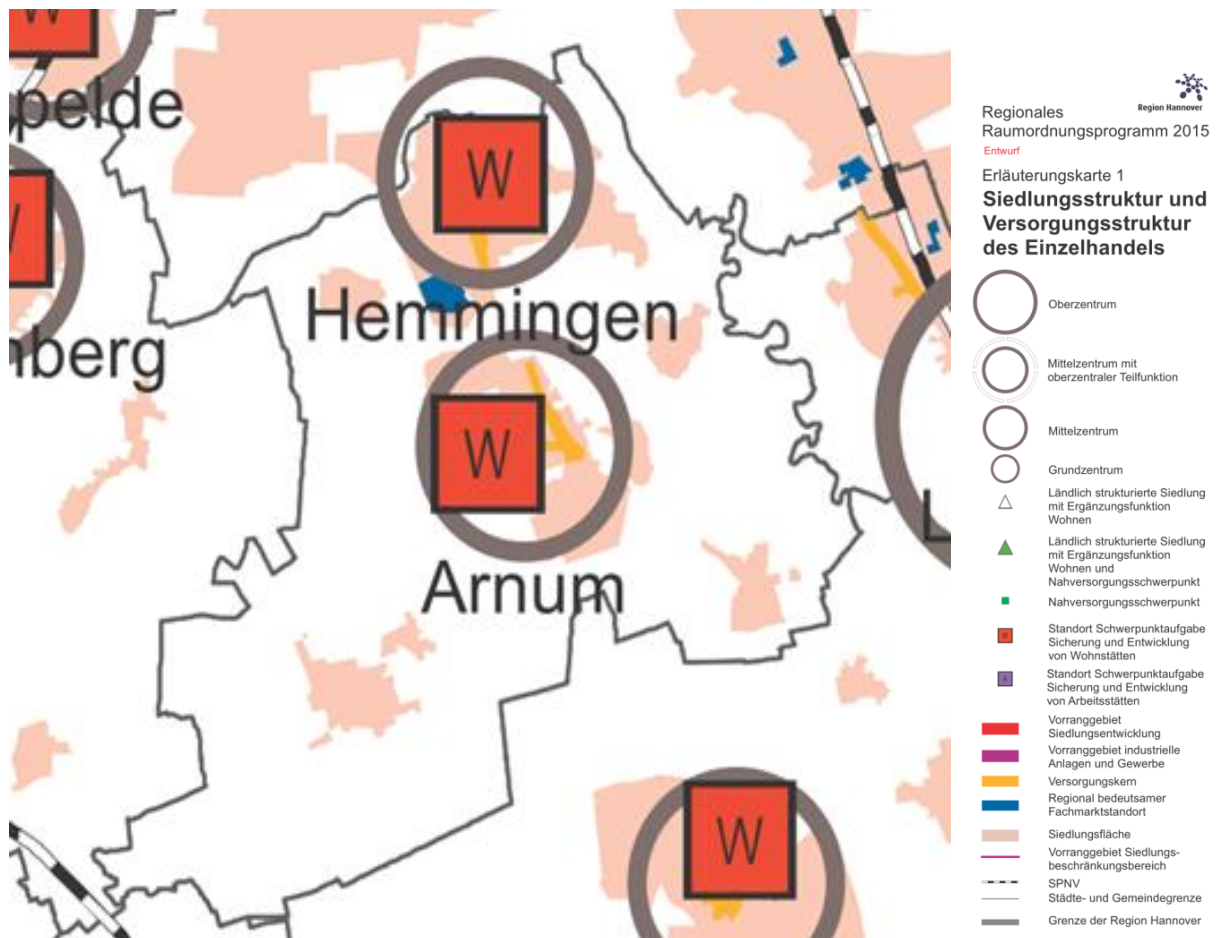 W
pelde
W
W
Hemmingen
nberg
W
L
Arnum
W
Region Hannover
Regionales
Raumordnungsprogramm 2015
Entwurf
Erläuterungskarte 1
Siedlungsstruktur und
Versorgungsstruktur
des Einzelhandels
Oberzentrum
Mittelzentrum mit
oberzentraler Teilfunktion
Mittelzentrum
Grundzentrum
Ländlich strukturierte Siedlung
mit Ergänzungsfunktion
Wohnen
Ländlich strukturierte Siedlung
mit Ergänzungsfunktion
Wohnen und
Nahversorgungsschwerpunkt
Nahversorgungsschwerpunkt
W
Standort Schwerpunktaufgabe
Sicherung und Entwicklung
von Wohnstätten
A
Standort Schwerpunktaufgabe
Sicherung und Entwicklung
von Arbeitsstätten
Vorranggebiet
Siedlungsentwicklung
Vorranggebiet industrielle
Anlagen und Gewerbe
Versorgungskern
Regional bedeutsamer
Fachmarktstandort
Siedlungsfläche
Vorranggebiet Siedlungs-
beschränkungsbereich
SPNV
Städte- und Gemeindegrenze
Grenze der Region Hannover